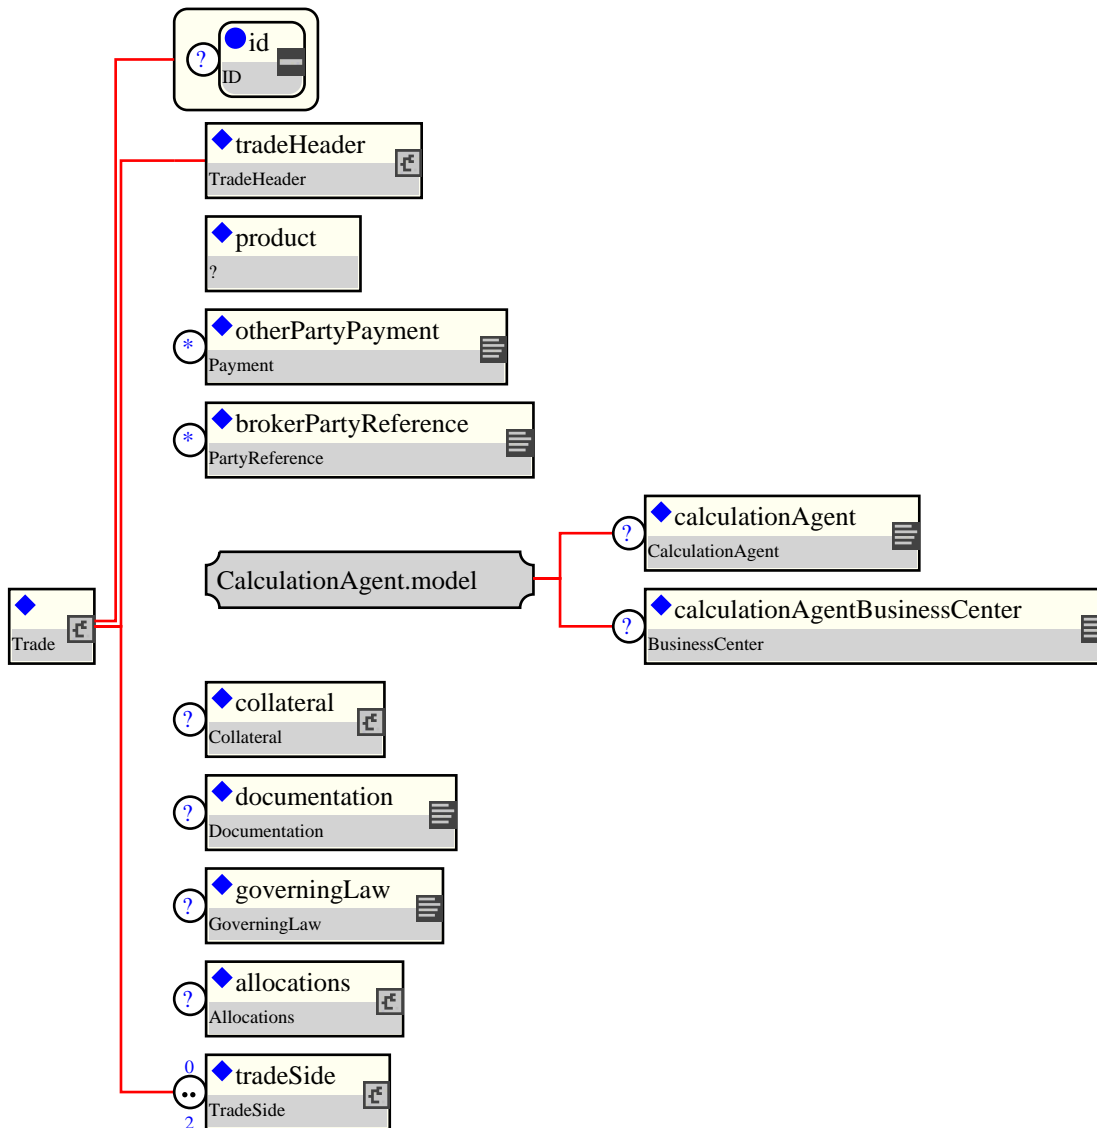 ?
id
ID
tradeHeader
TradeHeader
product
?
*
otherPartyPayment
Payment
*
brokerPartyReference
PartyReference
CalculationAgent.model
?
calculationAgent
CalculationAgent
?
calculationAgentBusinessCenter
BusinessCenter
Trade
?
collateral
Collateral
?
documentation
Documentation
?
governingLaw
GoverningLaw
?
allocations
Allocations
0
..
2
tradeSide
TradeSide